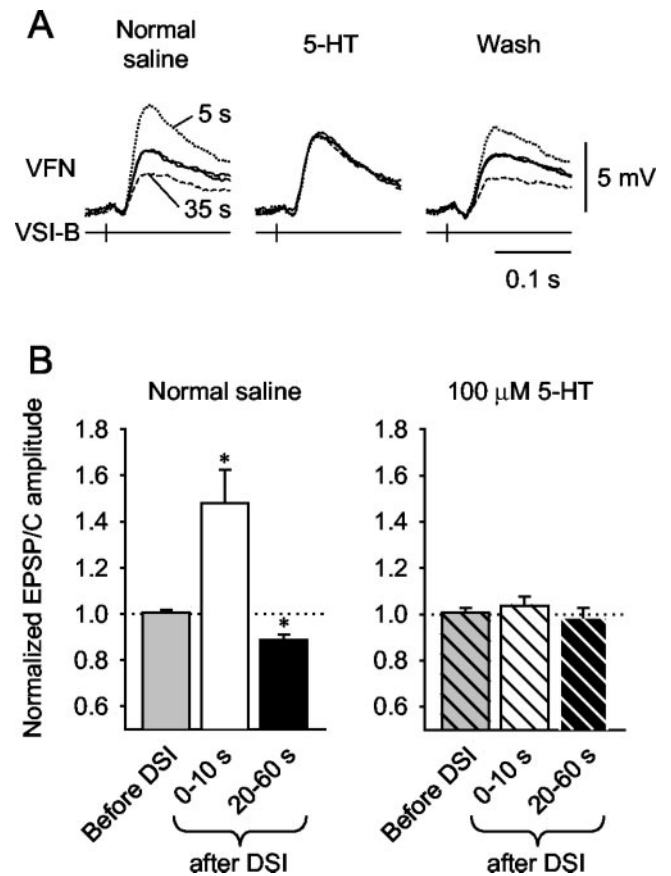 A
Normal saline
5-HT
Wash
5 s
VFN
35 s
5 mV
VSI-B
0.1 s
B
Normal saline
100 μM 5-HT
Normalized EPSP/C amplitude
1.8
1.6
1.4
1.2
1.0
0.8
0.6
*
*
Before DSI
0-10 s
20-60 s
after DSI
1.8
1.6
1.4
1.2
1.0
0.8
0.6
Before DSI
0-10 s
20-60 s
after DSI